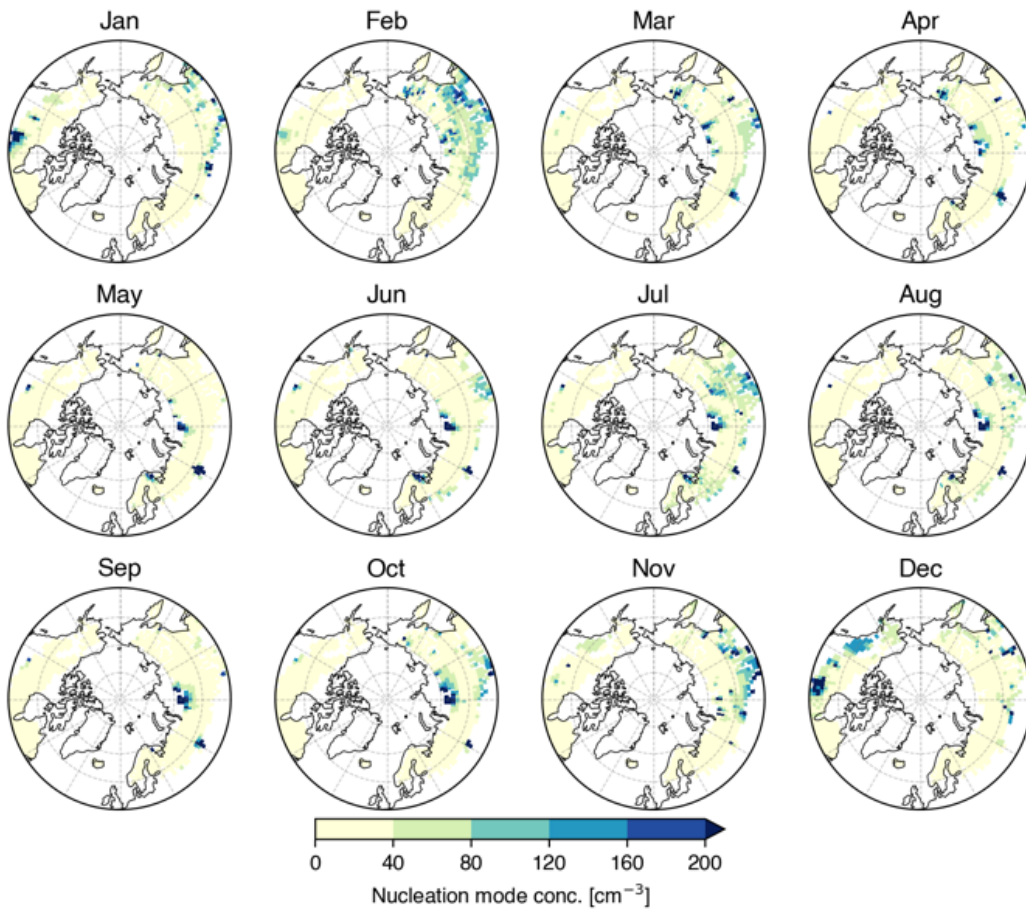 Jan Feb Mar Apr
May Jun Jul Aug
Sep Oct Nov Dec
0 40 80 120 160 200
Nucleation mode conc. [cm⁻³]